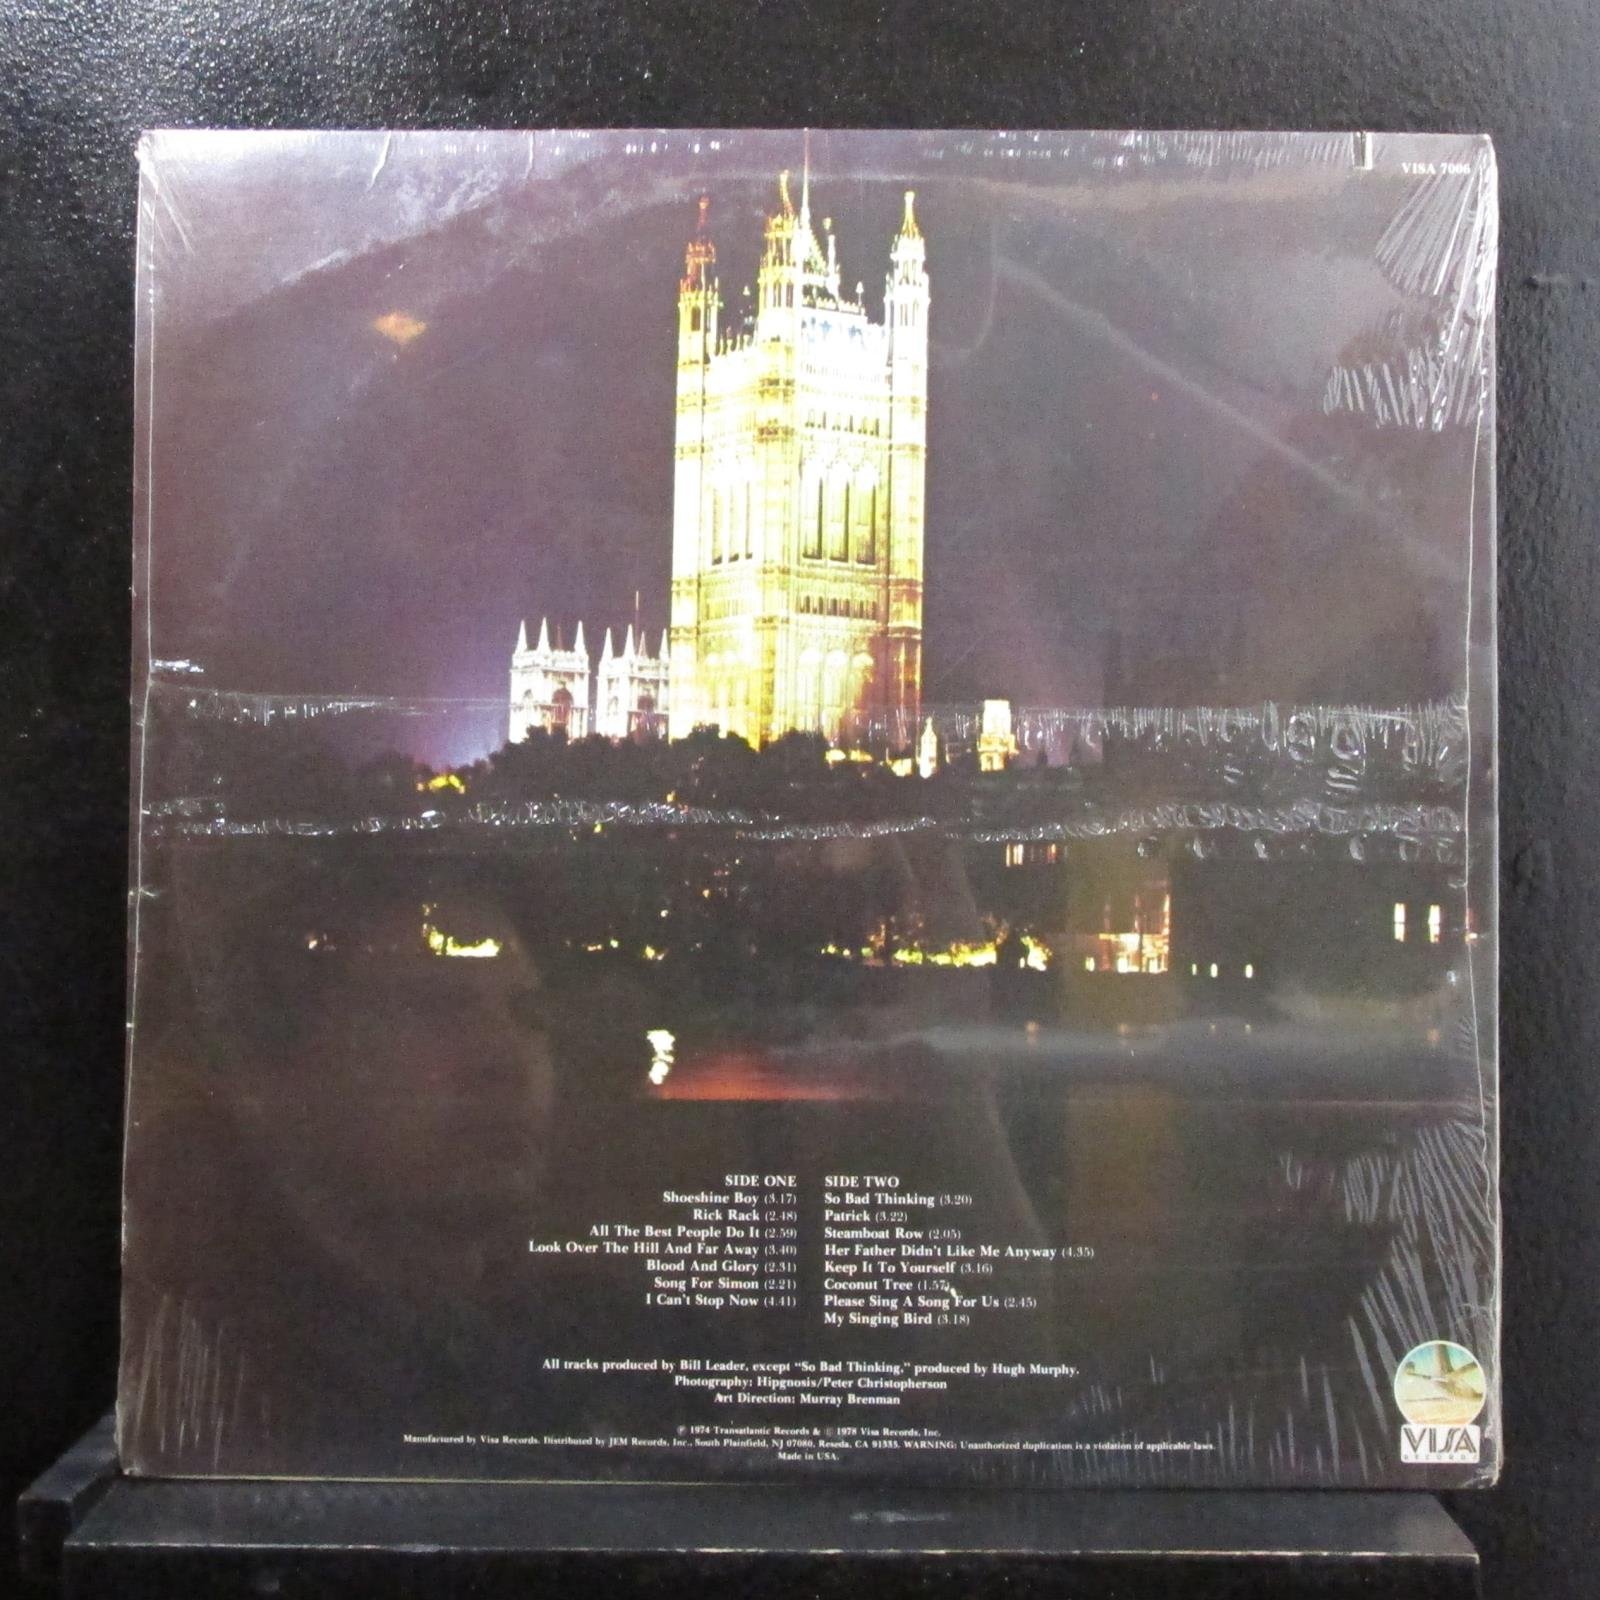 VISA 7006
SIDE ONE
Shoeshine Boy (3.17)
Rick Rack (2.48)
All The Best People Do It (2.59)
Look Over The Hill And Far Away (3.40)
Blood And Glory (2.31)
Song For Simon (2.21)
I Can't Stop Now (4.41)
SIDE TWO
So Bad Thinking (3.20)
Patrick (3.22)
Steamboat Row (2.05)
Her Father Didn't Like Me Anyway (4.35)
Keep It To Yourself (3.16)
Coconut Tree (1.57)
Please Sing A Song For Us (2.45)
My Singing Bird (3.18)
All tracks produced by Bill Leader, except "So Bad Thinking," produced by Hugh Murphy.
Photography: Hipgnosis/Peter Christopherson
Art Direction: Murray Brenman
℗ 1974 Transatlantic Records & © 1978 Visa Records, Inc.
Manufactured by Visa Records. Distributed by JEM Records, Inc., South Plainfield, NJ 07080, Reseda, CA 91335. WARNING: Unauthorized duplication is a violation of applicable laws.
Made in USA.
VISA
RECORDS